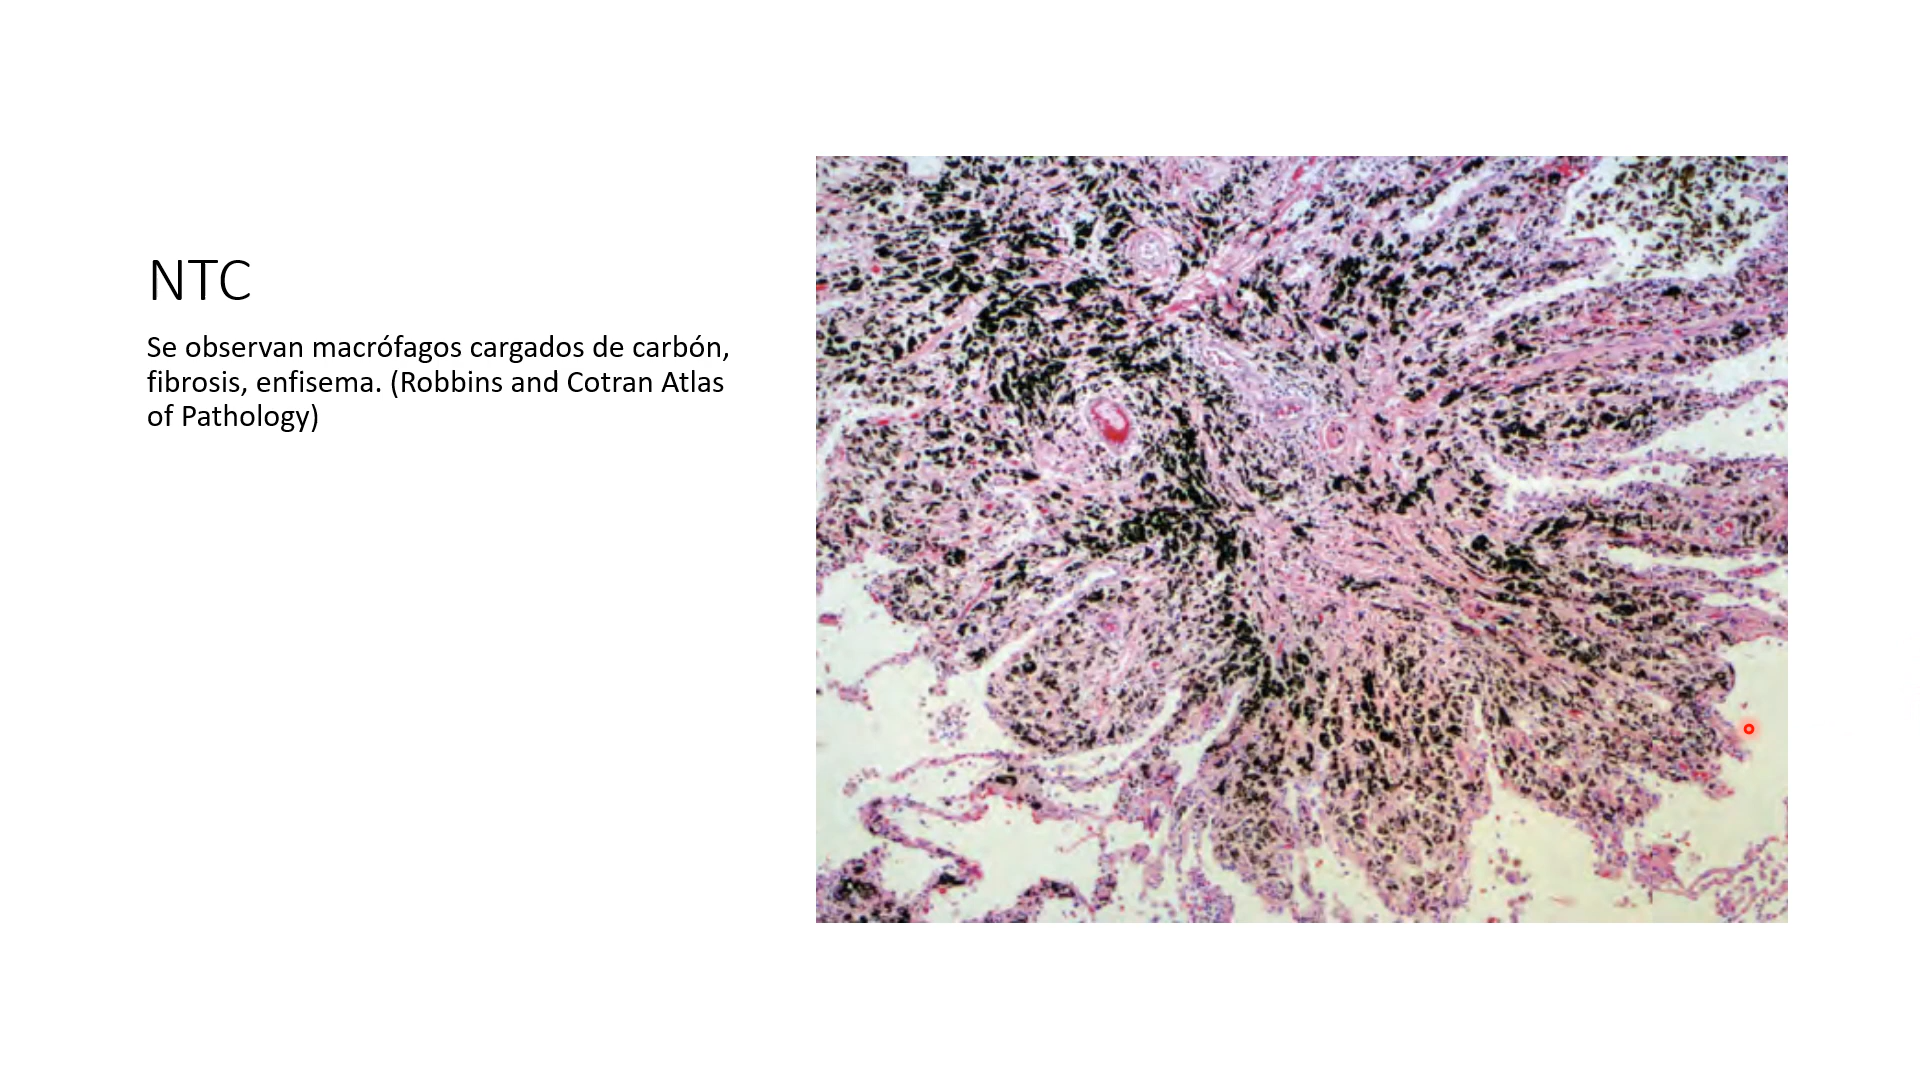 NTC
Se observan macrófagos cargados de carbón,
fibrosis, enfisema. (Robbins and Cotran Atlas
of Pathology)